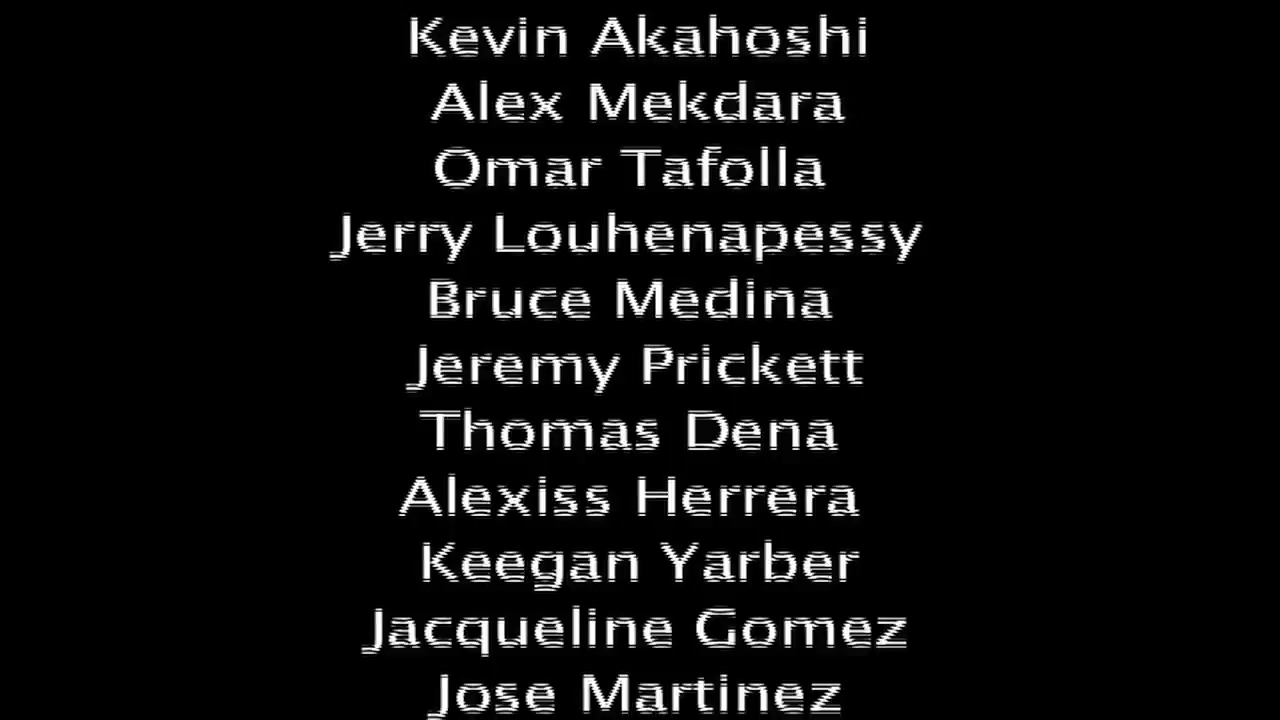 Kevin Akahoshi
Alex Mekdara
Omar Tafolla
Jerry Louhenapessy
Bruce Medina
Jeremy Prickett
Thomas Dena
Alexiss Herrera
Keegan Yarber
Jacqueline Gomez
Jose Martinez